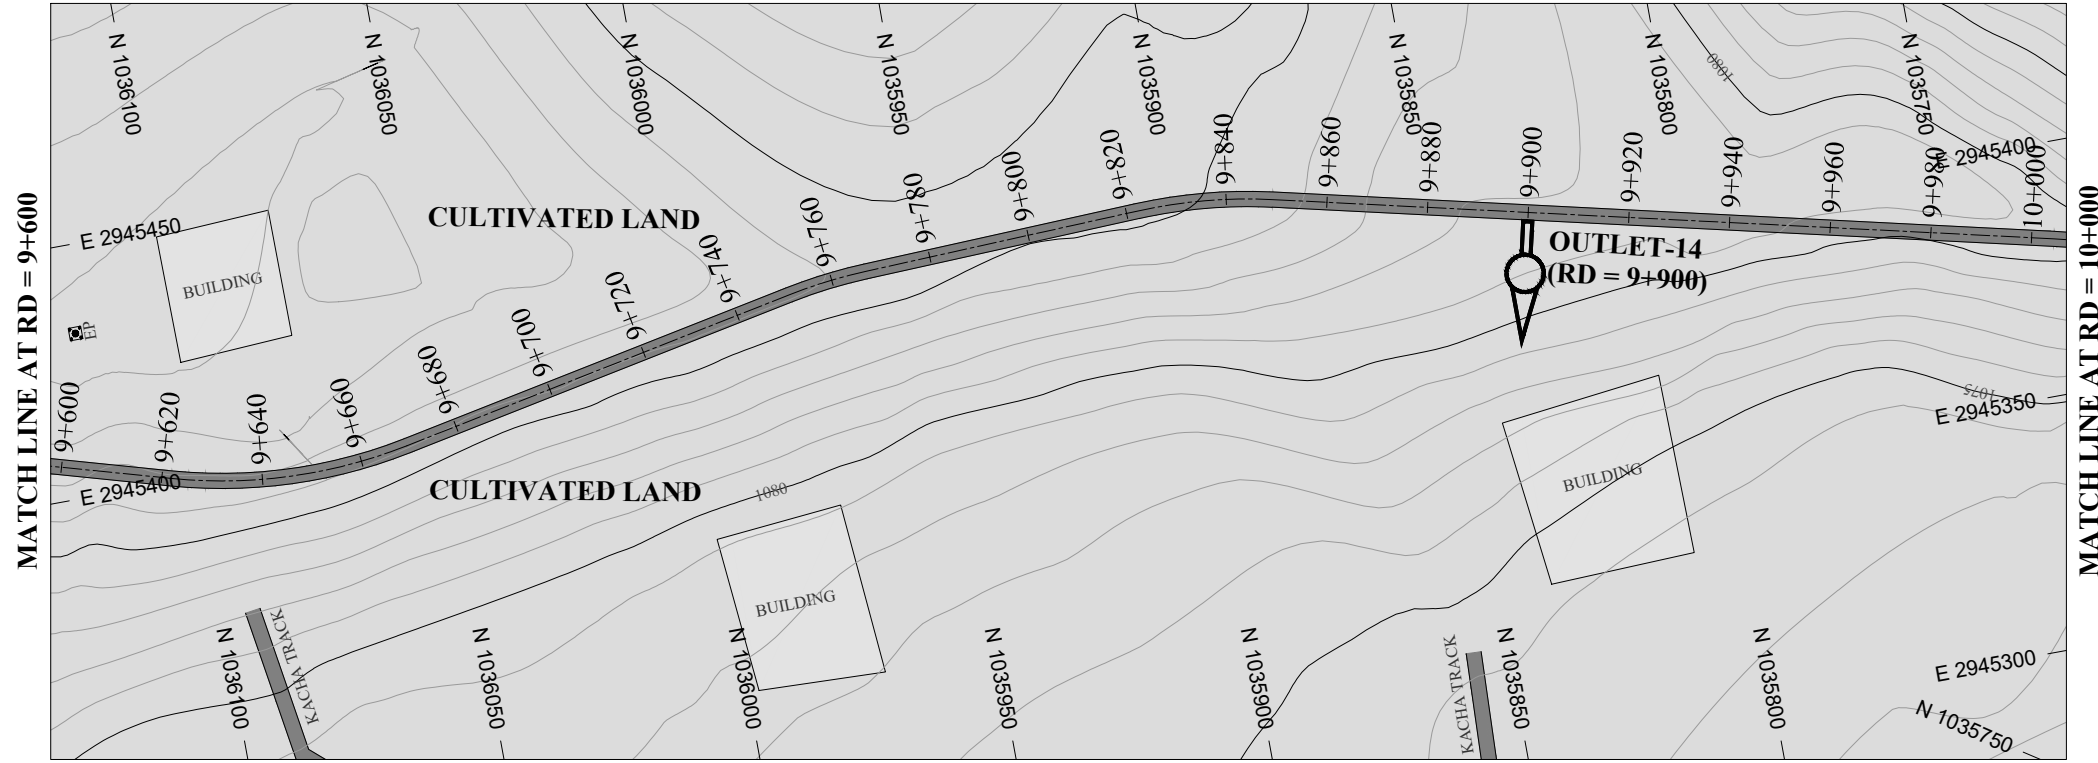 MATCH LINE AT RD = 9+600
N 1036100
N 1036050
N 1036000
N 1035950
N 1035900
N 1035850
N 1035800
N 1035750
1080
E 2945450
E 2945400
CULTIVATED LAND
BUILDING
EP
9+600
9+620
9+640
9+660
9+680
9+700
9+720
9+740
9+760
9+780
9+800
9+820
9+840
9+860
9+880
9+900
9+920
9+940
9+960
9+980
10+000
OUTLET-14
(RD = 9+900)
E 2945400
CULTIVATED LAND
1080
1075
E 2945350
BUILDING
BUILDING
KACHA TRACK
KACHA TRACK
N 1036100
N 1036050
N 1036000
N 1035950
N 1035900
N 1035850
N 1035800
E 2945300
N 1035750
MATCH LINE AT RD = 10+000